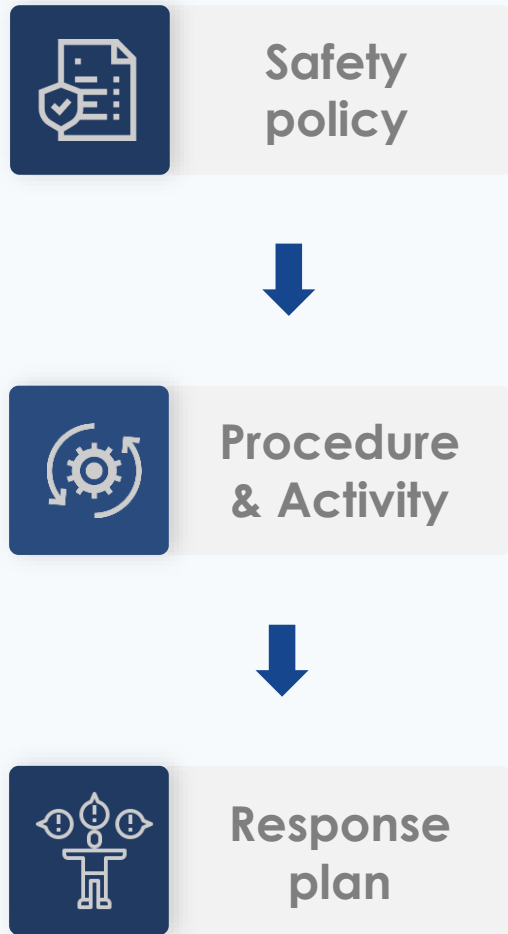 Safety
policy
Procedure
& Activity
Response
plan